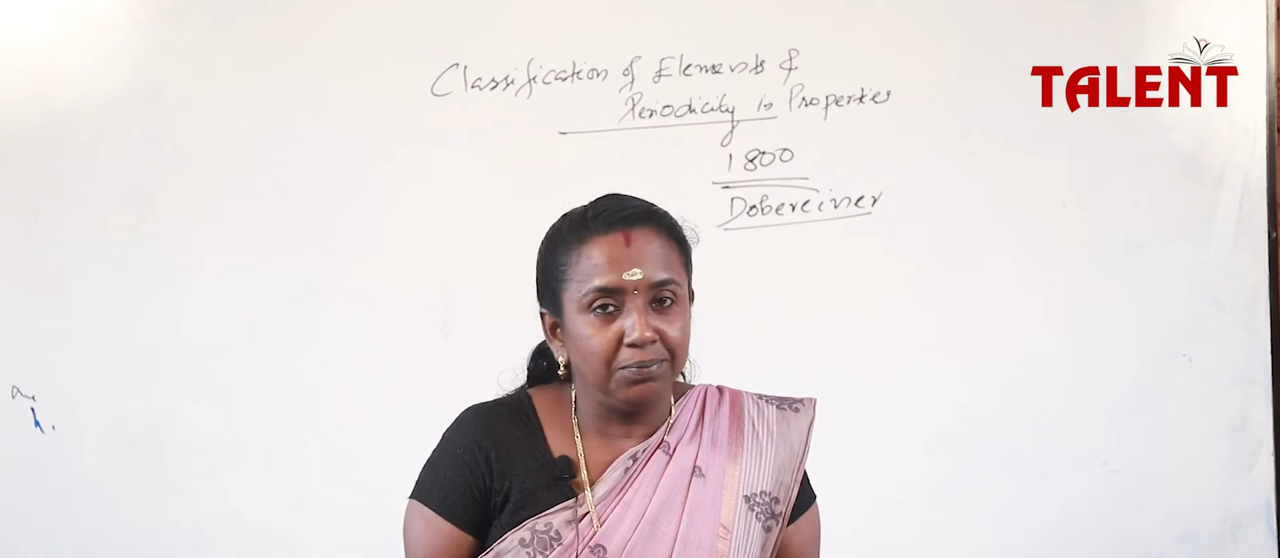 Classification of Elements &
Periodicity in Properties
1800
Dobereiner
TALENT
h.